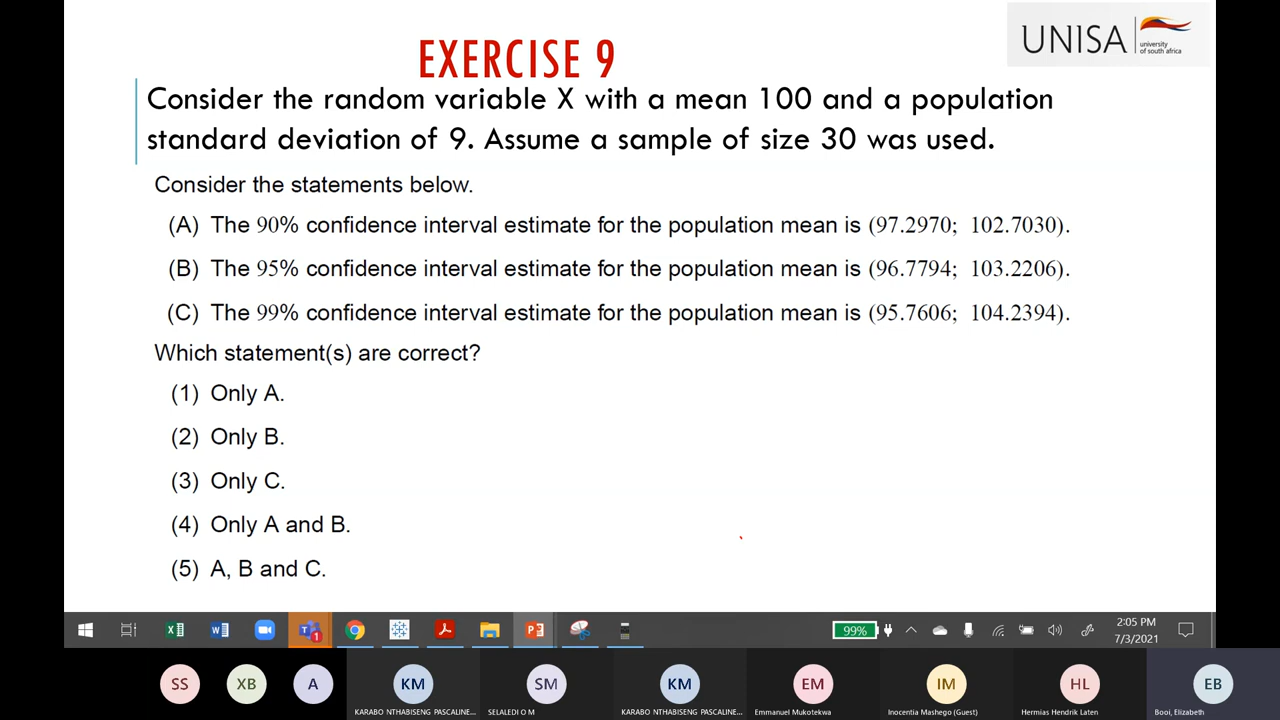 EXERCISE 9
UNISA
university
of south africa
Consider the random variable X with a mean 100 and a population
standard deviation of 9. Assume a sample of size 30 was used.
Consider the statements below.
(A) The 90% confidence interval estimate for the population mean is (97.2970; 102.7030).
(B) The 95% confidence interval estimate for the population mean is (96.7794; 103.2206).
(C) The 99% confidence interval estimate for the population mean is (95.7606; 104.2394).
Which statement(s) are correct?
(1) Only A.
(2) Only B.
(3) Only C.
(4) Only A and B.
(5) A, B and C.
99%
2:05 PM
7/3/2021
1
SS
XB
A
KM
SM
KM
EM
IM
HL
EB
KARABO NTHABISENG PASCALINE...
SELALEDI O M
KARABO NTHABISENG PASCALINE...
Emmanuel Mukotekwa
Inocentia Mashego (Guest)
Hermias Hendrik Laten
Booi, Elizabeth